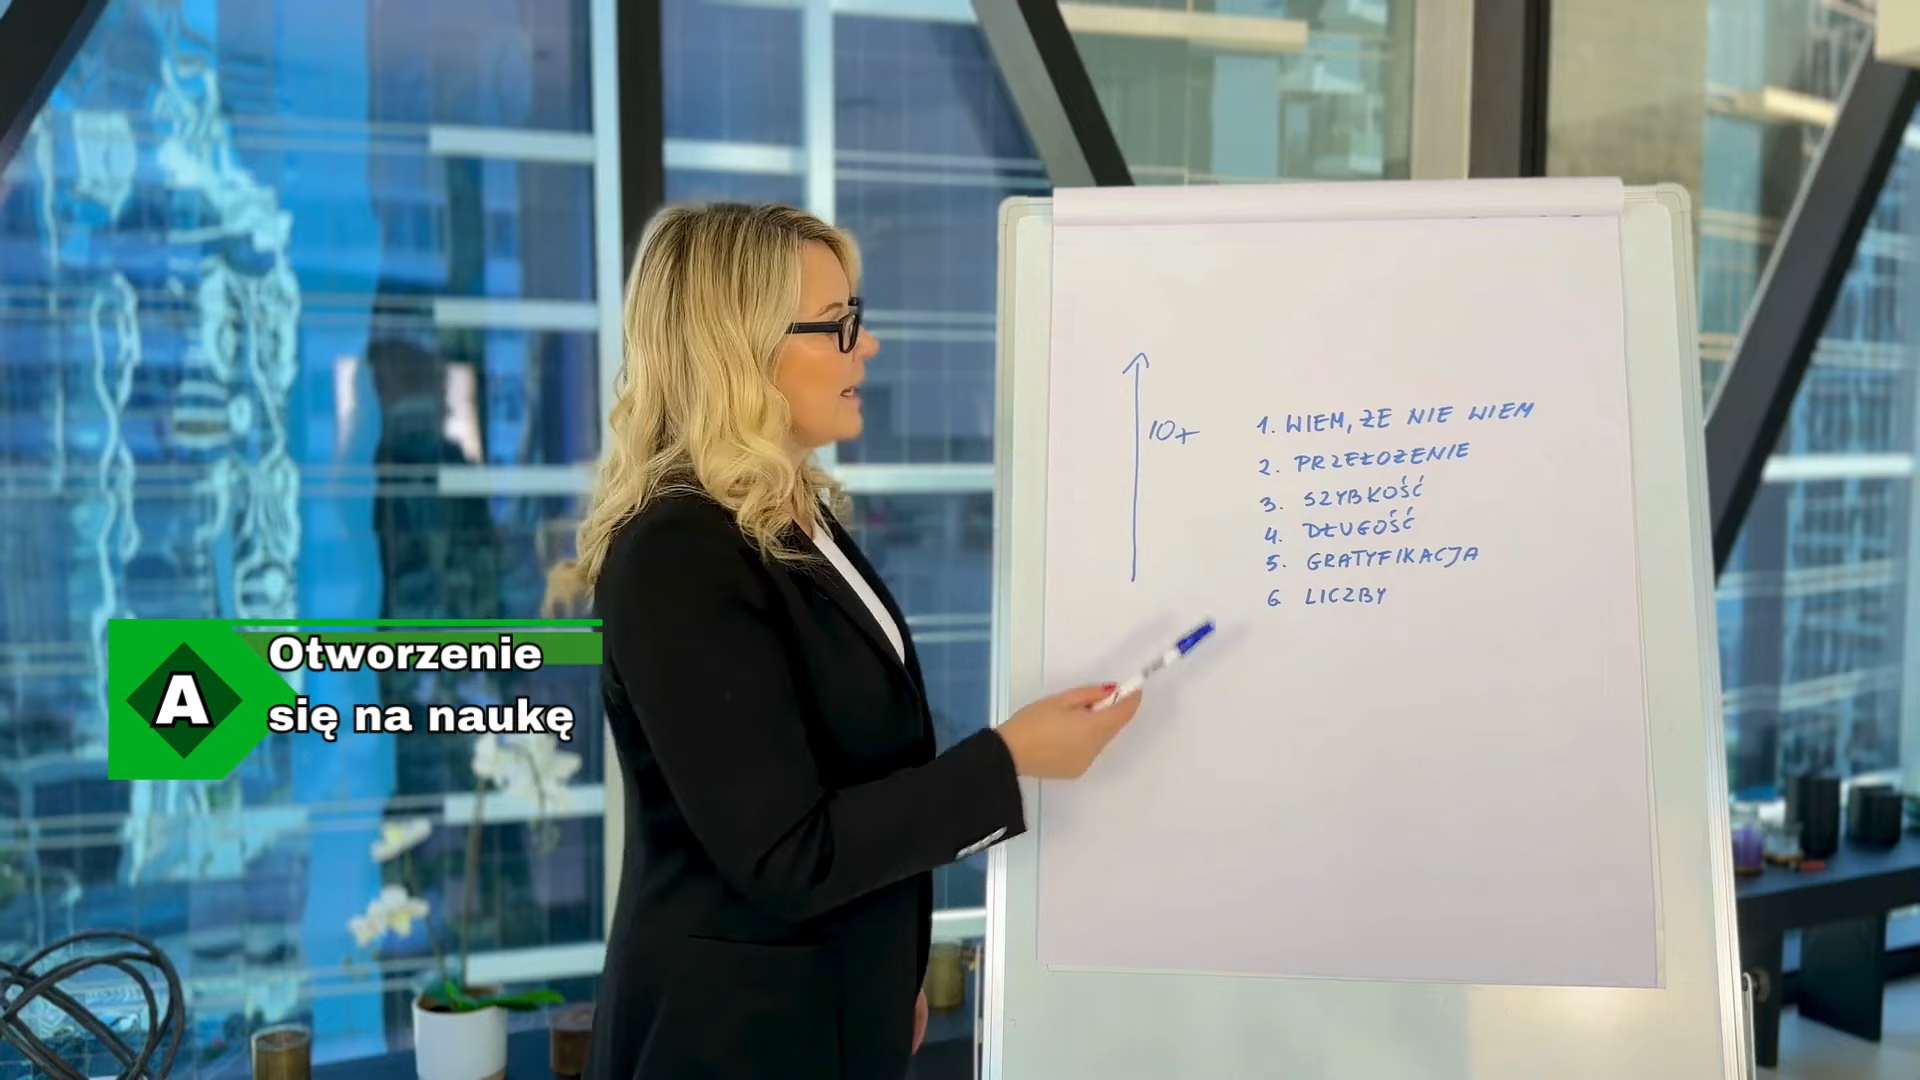 10+
1. WIEM, ŻE NIE WIEM
2. PRZEŁOŻENIE
3. SZYBKOŚĆ
4. DŁUGOŚĆ
5. GRATYFIKACJA
6 LICZBY
A
Otworzenie
się na naukę